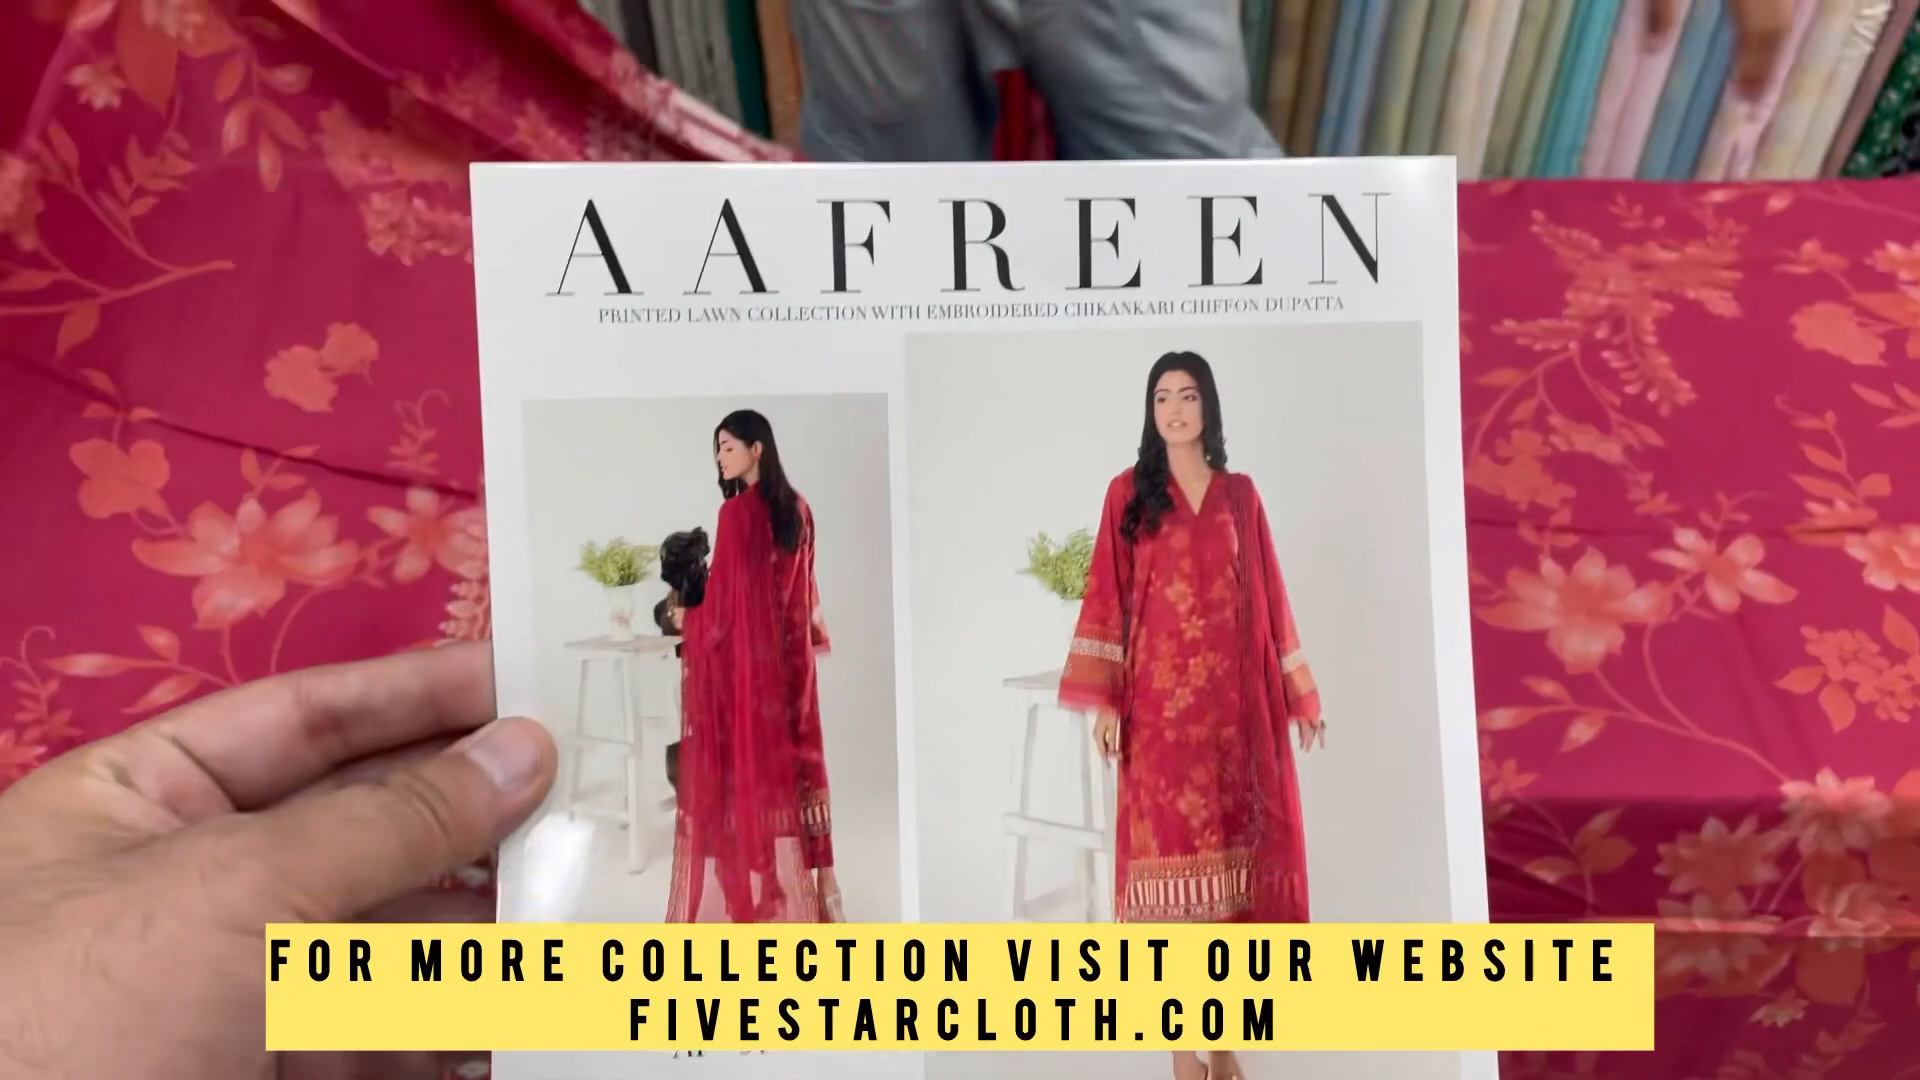 AAFREEN
PRINTED LAWN COLLECTION WITH EMBROIDERED CHIKANKARI CHIFFON DUPATTA
FOR MORE COLLECTION VISIT OUR WEBSITE
FIVESTARCLOTH.COM